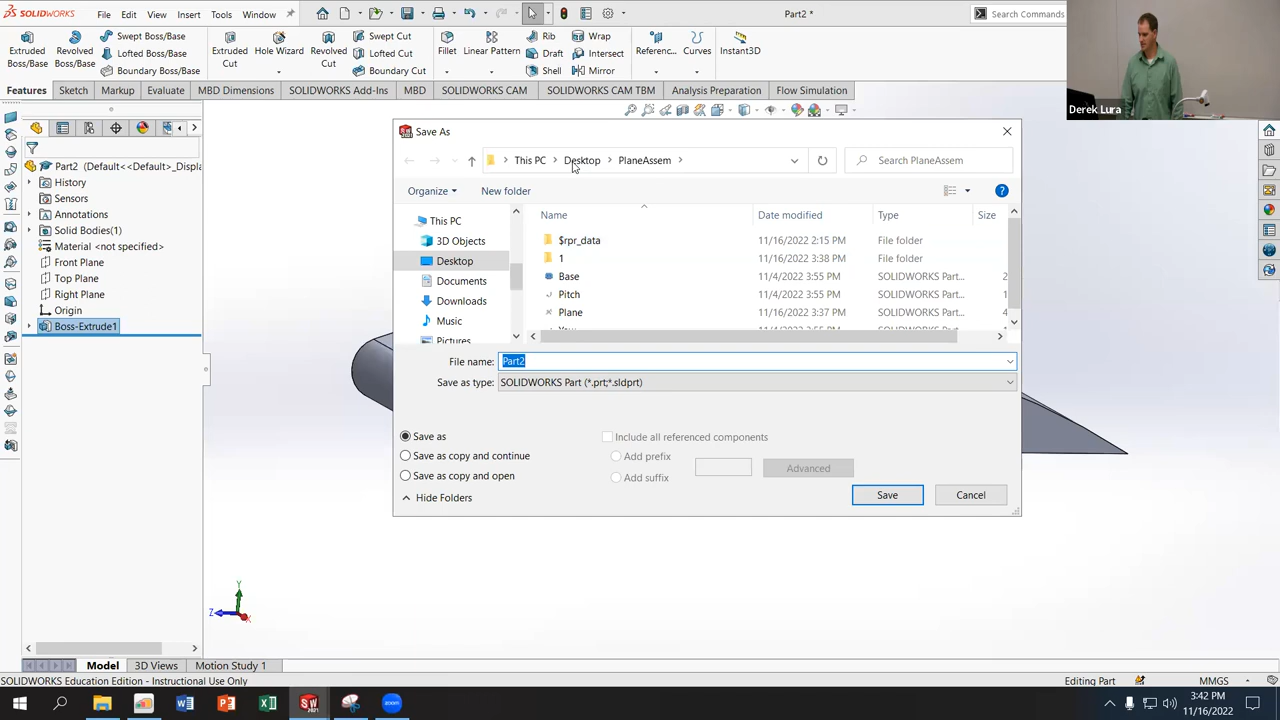 SOLIDWORKS File Edit View Insert Tools Window Part2 * Search Commands
Extruded Boss/Base Revolved Boss/Base Swept Boss/Base Lofted Boss/Base Boundary Boss/Base Extruded Cut Hole Wizard Revolved Cut Swept Cut Lofted Cut Boundary Cut Fillet Linear Pattern Rib Draft Shell Wrap Intersect Mirror Referenc... Curves Instant3D
Features Sketch Markup Evaluate MBD Dimensions SOLIDWORKS Add-Ins MBD SOLIDWORKS CAM SOLIDWORKS CAM TBM Analysis Preparation Flow Simulation
Derek Lura
Part2 (Default<<Default>_Displa
History
Sensors
Annotations
Solid Bodies(1)
Material <not specified>
Front Plane
Top Plane
Right Plane
Origin
Boss-Extrude1
Save As
This PC Desktop PlaneAssem Search PlaneAssem
Organize New folder
This PC
3D Objects
Desktop
Documents
Downloads
Music
Pictures
Name Date modified Type Size
$rpr_data 11/16/2022 2:15 PM File folder
1 11/16/2022 3:38 PM File folder
Base 11/4/2022 3:55 PM SOLIDWORKS Part... 2
Pitch 11/4/2022 3:55 PM SOLIDWORKS Part... 1
Plane 11/16/2022 3:37 PM SOLIDWORKS Part... 4
File name: Part2
Save as type: SOLIDWORKS Part (*.prt;*.sldprt)
Save as Include all referenced components
Save as copy and continue Add prefix Advanced
Save as copy and open Add suffix
Hide Folders Save Cancel
Y
Z X
Model 3D Views Motion Study 1
SOLIDWORKS Education Edition - Instructional Use Only Editing Part MMGS
3:42 PM
11/16/2022